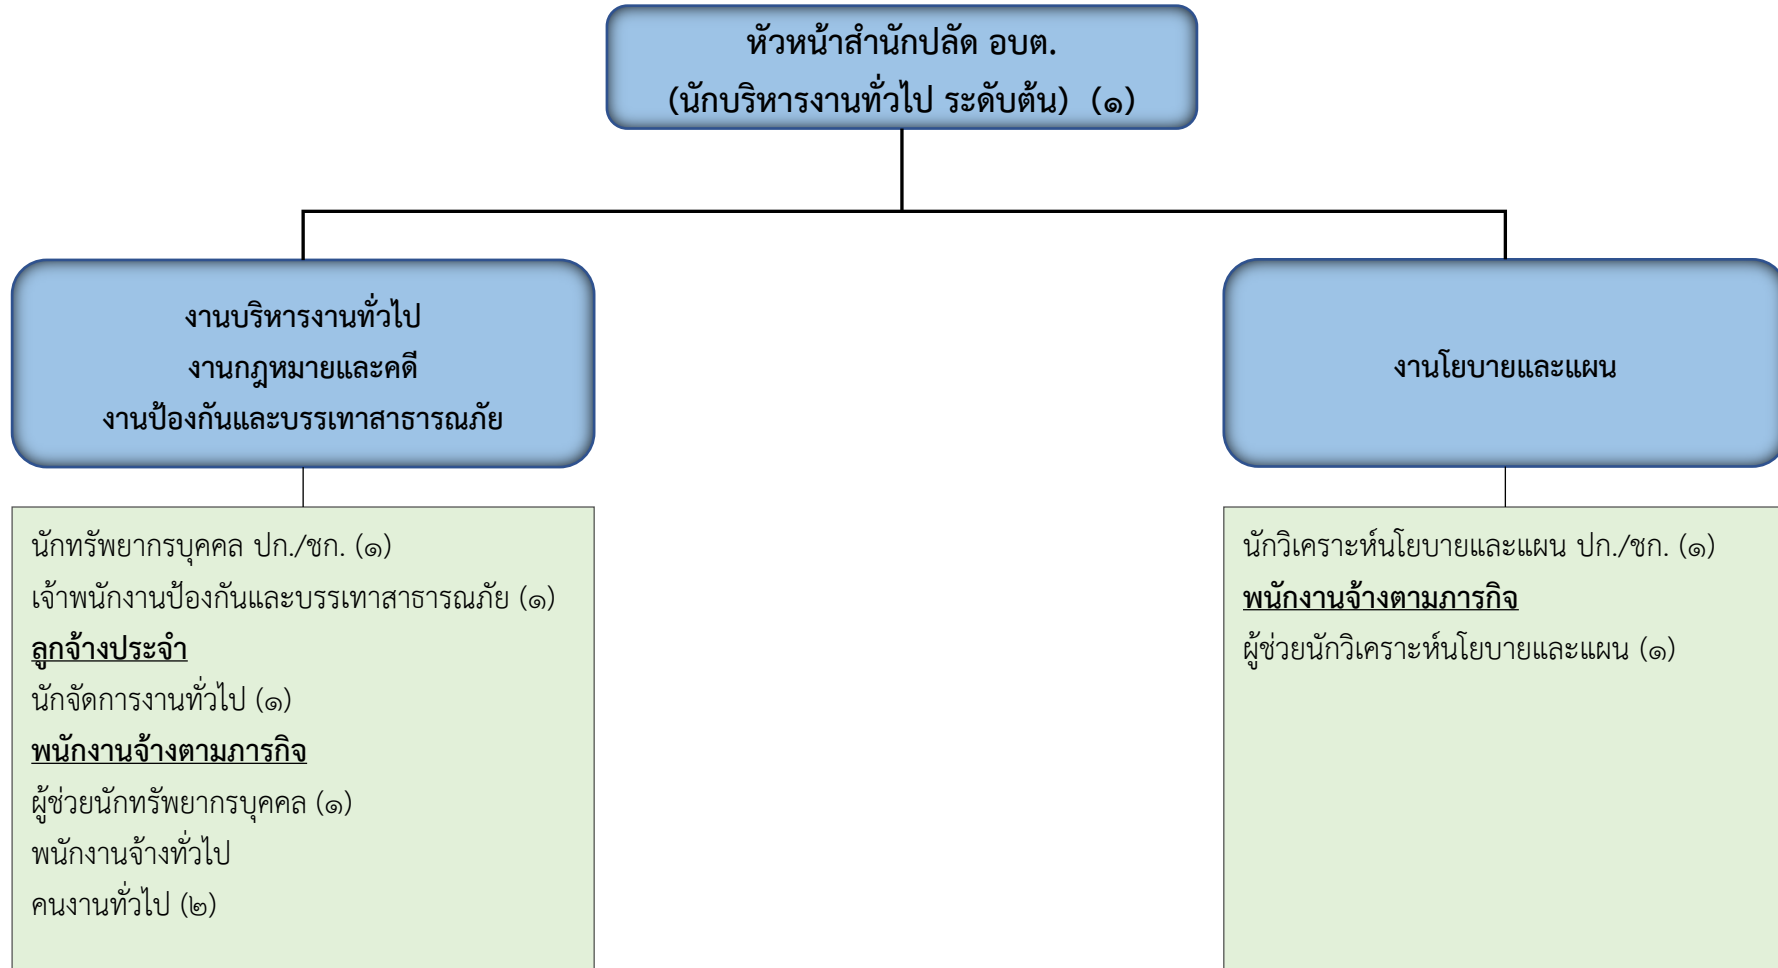 หัวหน้าสำนักปลัด อบต.
(นักบริหารงานทั่วไป ระดับต้น) (๑)
งานบริหารงานทั่วไป
งานกฎหมายและคดี
งานป้องกันและบรรเทาสาธารณภัย
นักทรัพยากรบุคคล ปก./ชก. (๑)
เจ้าพนักงานป้องกันและบรรเทาสาธารณภัย (๑)
ลูกจ้างประจำ
นักจัดการงานทั่วไป (๑)
พนักงานจ้างตามภารกิจ
ผู้ช่วยนักทรัพยากรบุคคล (๑)
พนักงานจ้างทั่วไป
คนงานทั่วไป (๒)
งานโยบายและแผน
นักวิเคราะห์นโยบายและแผน ปก./ชก. (๑)
พนักงานจ้างตามภารกิจ
ผู้ช่วยนักวิเคราะห์นโยบายและแผน (๑)